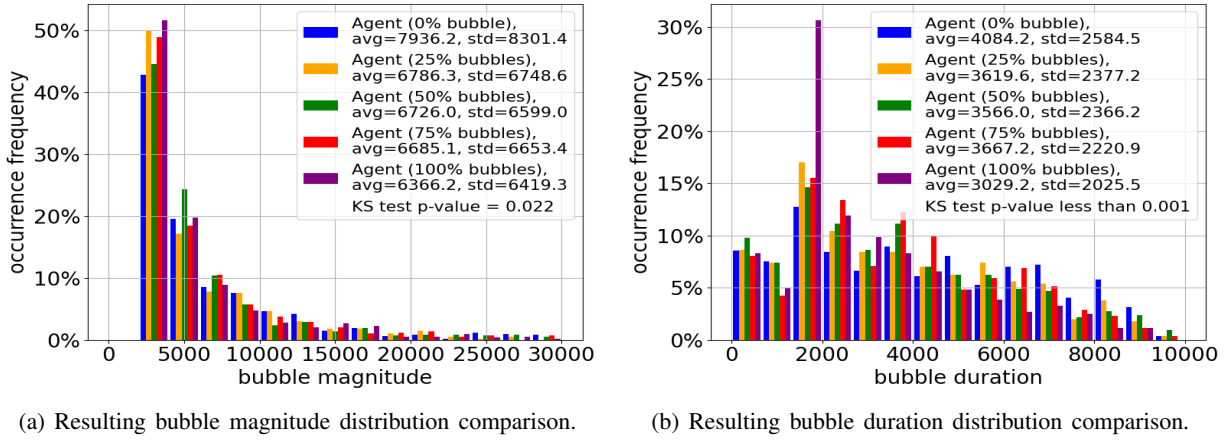 50%
40%
30%
20%
10%
0%
occurrence frequency
Agent (0% bubble),
avg=7936.2, std=8301.4
Agent (25% bubbles),
avg=6786.3, std=6748.6
Agent (50% bubbles),
avg=6726.0, std=6599.0
Agent (75% bubbles),
avg=6685.1, std=6653.4
Agent (100% bubbles),
avg=6366.2, std=6419.3
KS test p-value = 0.022
0 5000 10000 15000 20000 25000 30000
bubble magnitude
(a) Resulting bubble magnitude distribution comparison.
30%
25%
20%
15%
10%
5%
0%
occurrence frequency
Agent (0% bubble),
avg=4084.2, std=2584.5
Agent (25% bubbles),
avg=3619.6, std=2377.2
Agent (50% bubbles),
avg=3566.0, std=2366.2
Agent (75% bubbles),
avg=3667.2, std=2220.9
Agent (100% bubbles),
avg=3029.2, std=2025.5
KS test p-value less than 0.001
0 2000 4000 6000 8000 10000
bubble duration
(b) Resulting bubble duration distribution comparison.